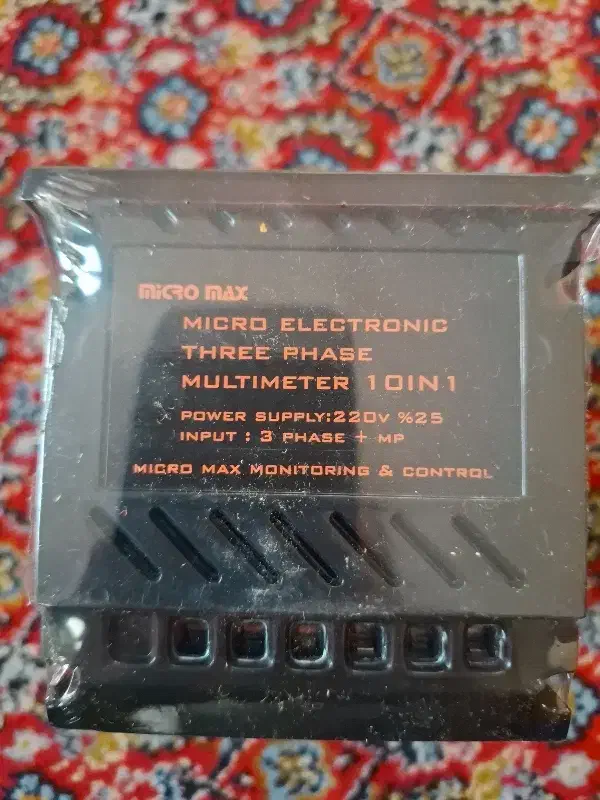 MICRO MAX
MICRO ELECTRONIC
THREE PHASE
MULTIMETER 10IN1
POWER SUPPLY:220V %25
INPUT : 3 PHASE + MP
MICRO MAX MONITORING & CONTROL